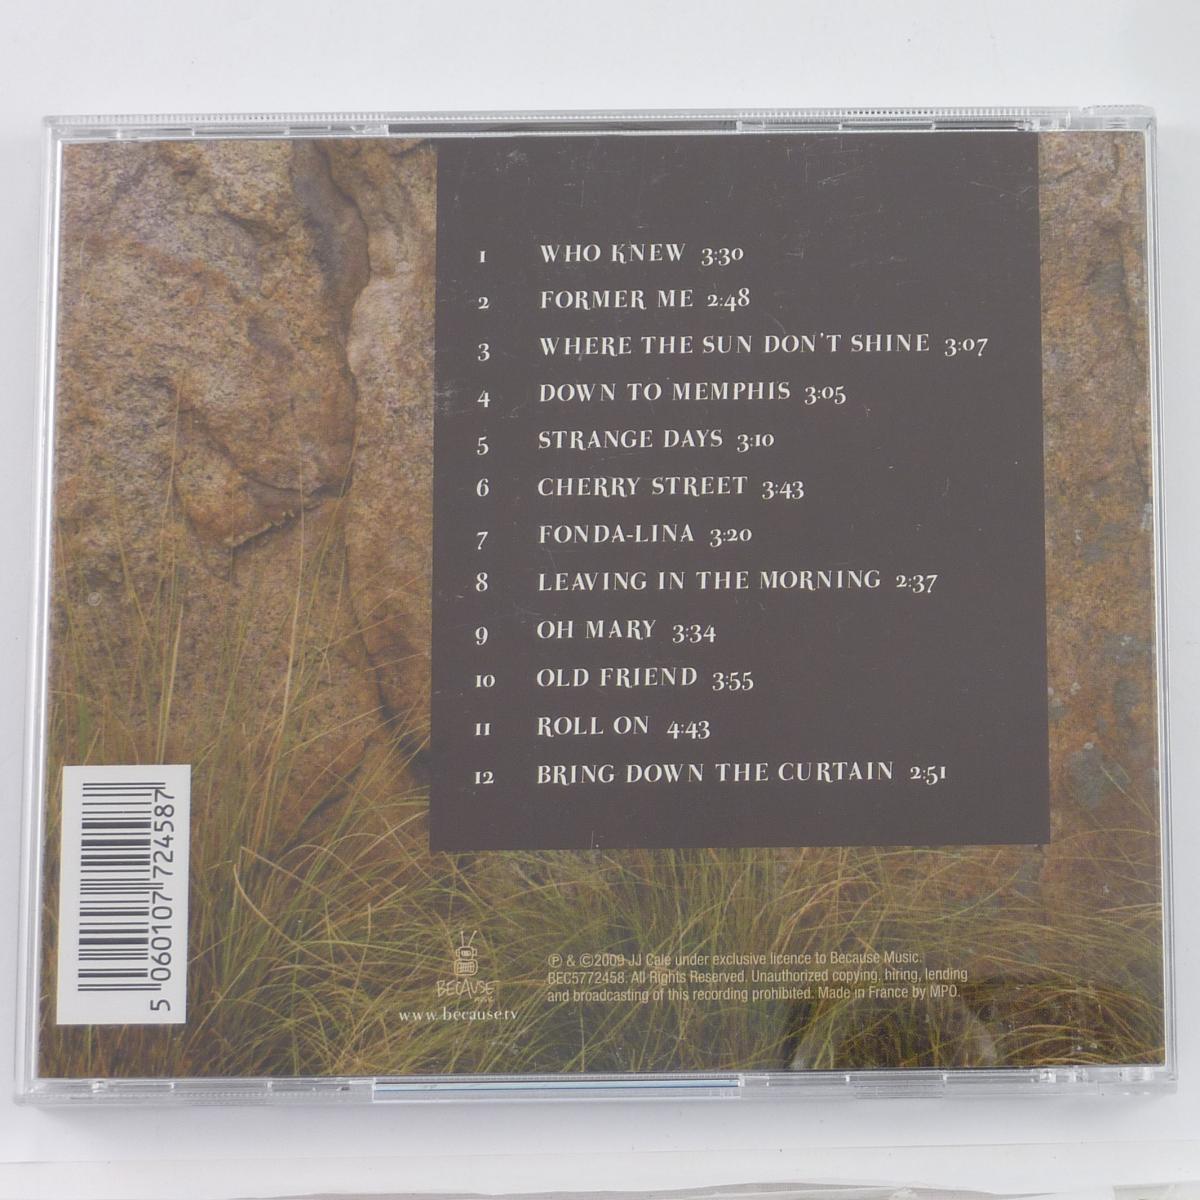 1 WHO KNEW 3:30
2 FORMER ME 2:48
3 WHERE THE SUN DON'T SHINE 3:07
4 DOWN TO MEMPHIS 3:05
5 STRANGE DAYS 3:10
6 CHERRY STREET 3:43
7 FONDA-LINA 3:20
8 LEAVING IN THE MORNING 2:37
9 OH MARY 3:34
10 OLD FRIEND 3:55
11 ROLL ON 4:43
12 BRING DOWN THE CURTAIN 2:51
5 060107 724587
BECAUSE
MUSIC
www.because.tv
℗ & ©2009 JJ Cale under exclusive licence to Because Music.
BEC5772458. All Rights Reserved. Unauthorized copying, hiring, lending
and broadcasting of this recording prohibited. Made in France by MPO.